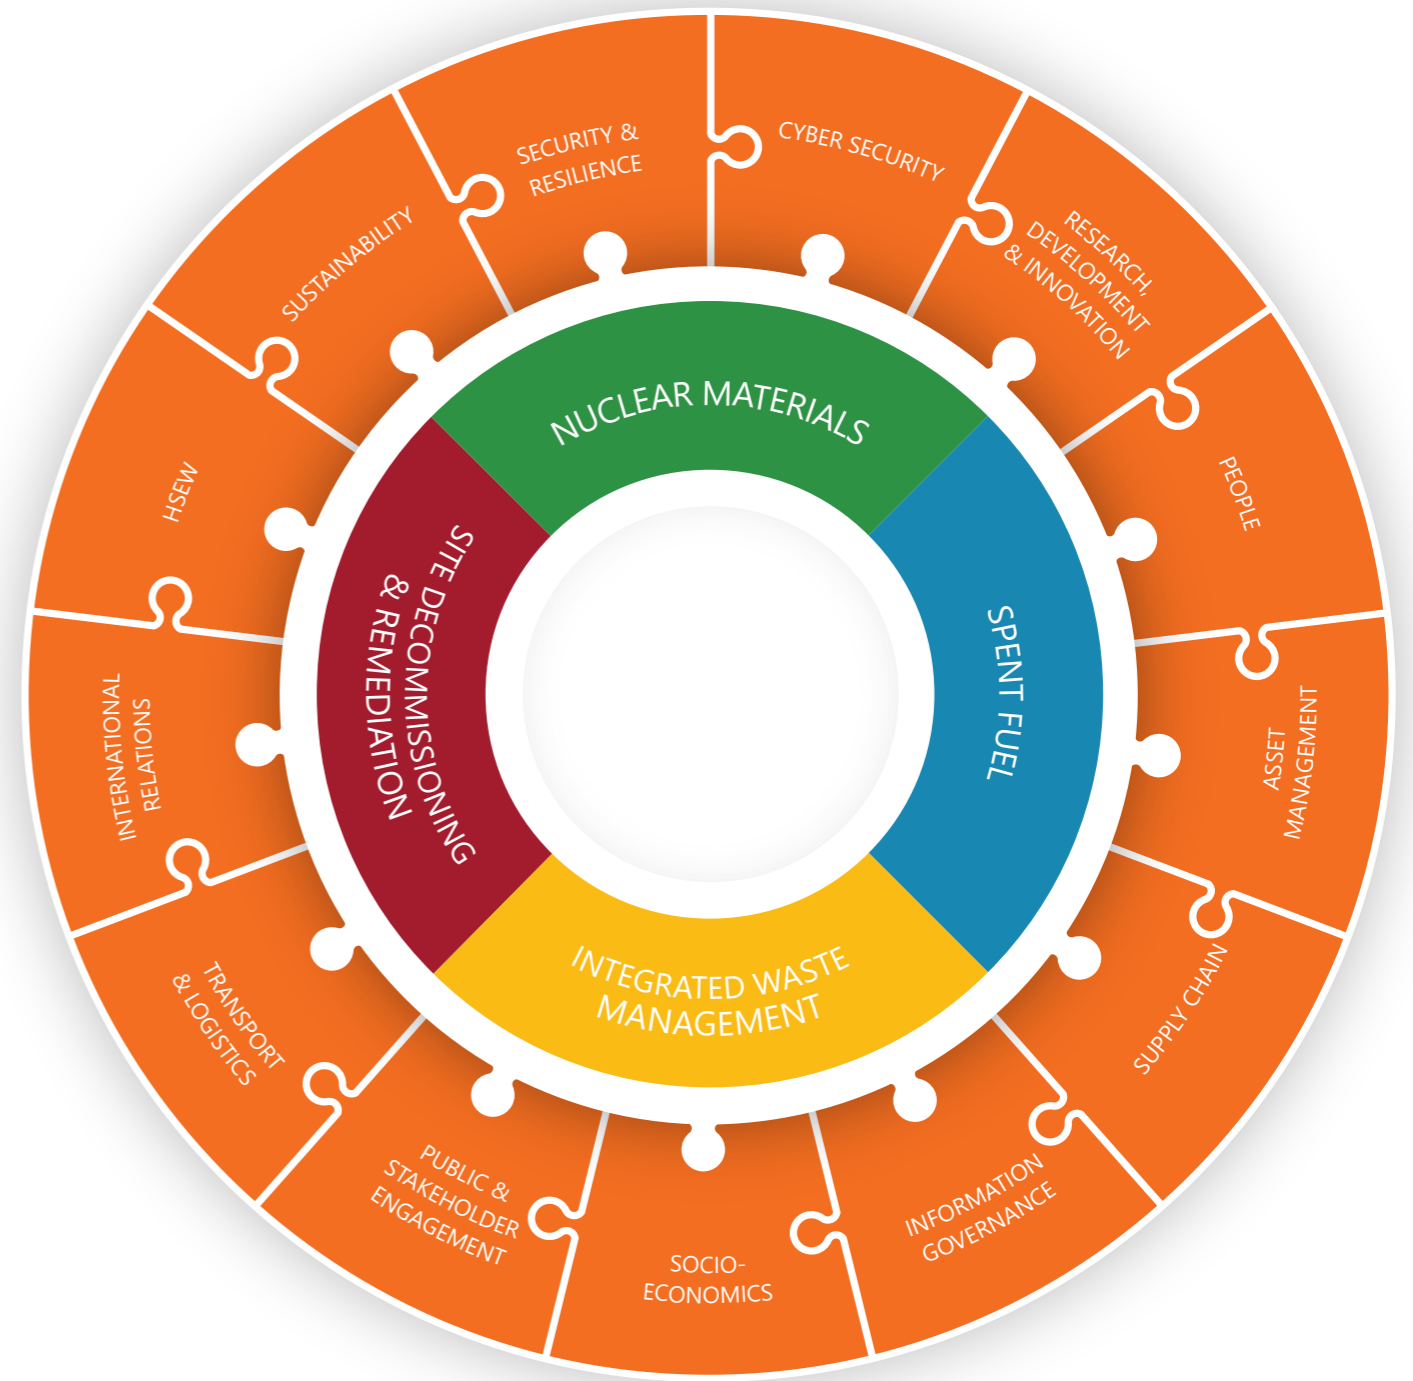 CYBER SECURITY
RESEARCH,
DEVELOPMENT
& INNOVATION
PEOPLE
ASSET
MANAGEMENT
SUPPLY CHAIN
INFORMATION
GOVERNANCE
SOCIO-
ECONOMICS
PUBLIC &
STAKEHOLDER
ENGAGEMENT
TRANSPORT
& LOGISTICS
INTERNATIONAL
RELATIONS
HSEW
SUSTAINABILITY
SECURITY &
RESILIENCE
NUCLEAR MATERIALS
SPENT FUEL
INTEGRATED WASTE
MANAGEMENT
SITE DECOMMISSIONING
& REMEDIATION